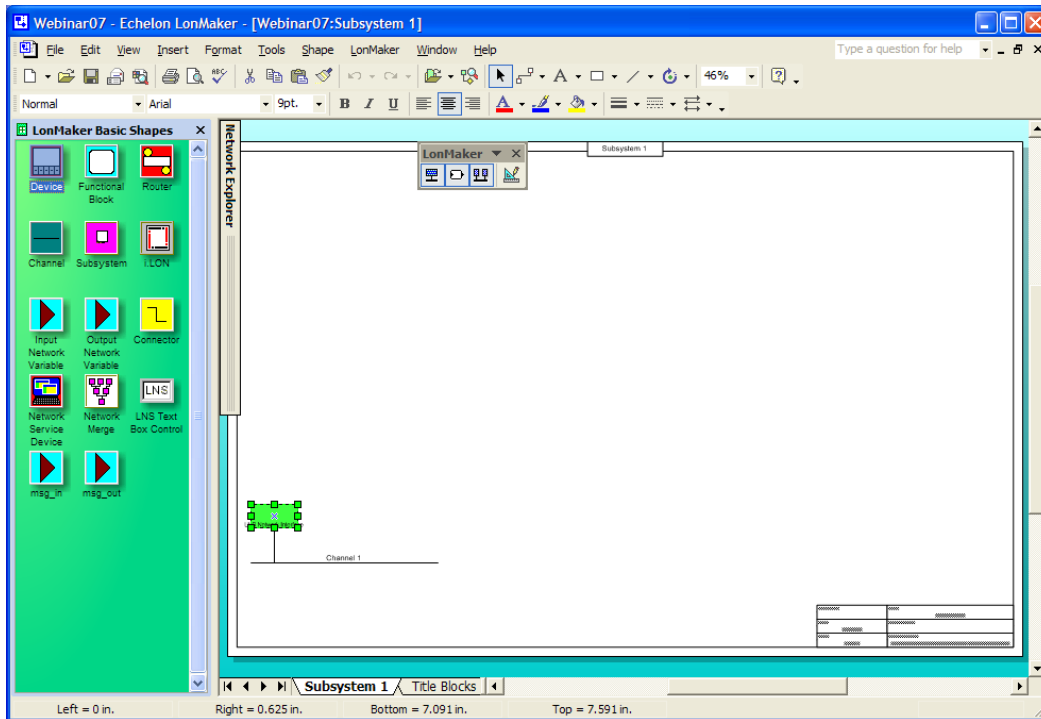 Webinar07 - Echelon LonMaker - [Webinar07:Subsystem 1]
File Edit View Insert Format Tools Shape LonMaker Window Help
Type a question for help
46%
Normal
Arial
9pt.
B I U
LonMaker Basic Shapes
Device
Functional
Block
Router
Channel
Subsystem
i.LON
Input
Network
Variable
Output
Network
Variable
Connector
Network
Service
Device
Network
Merge
LNS
LNS Text
Box Control
msg_in
msg_out
Network Explorer
LonMaker
Subsystem 1
Channel 1
Subsystem 1
Title Blocks
Left = 0 in.
Right = 0.625 in.
Bottom = 7.091 in.
Top = 7.591 in.